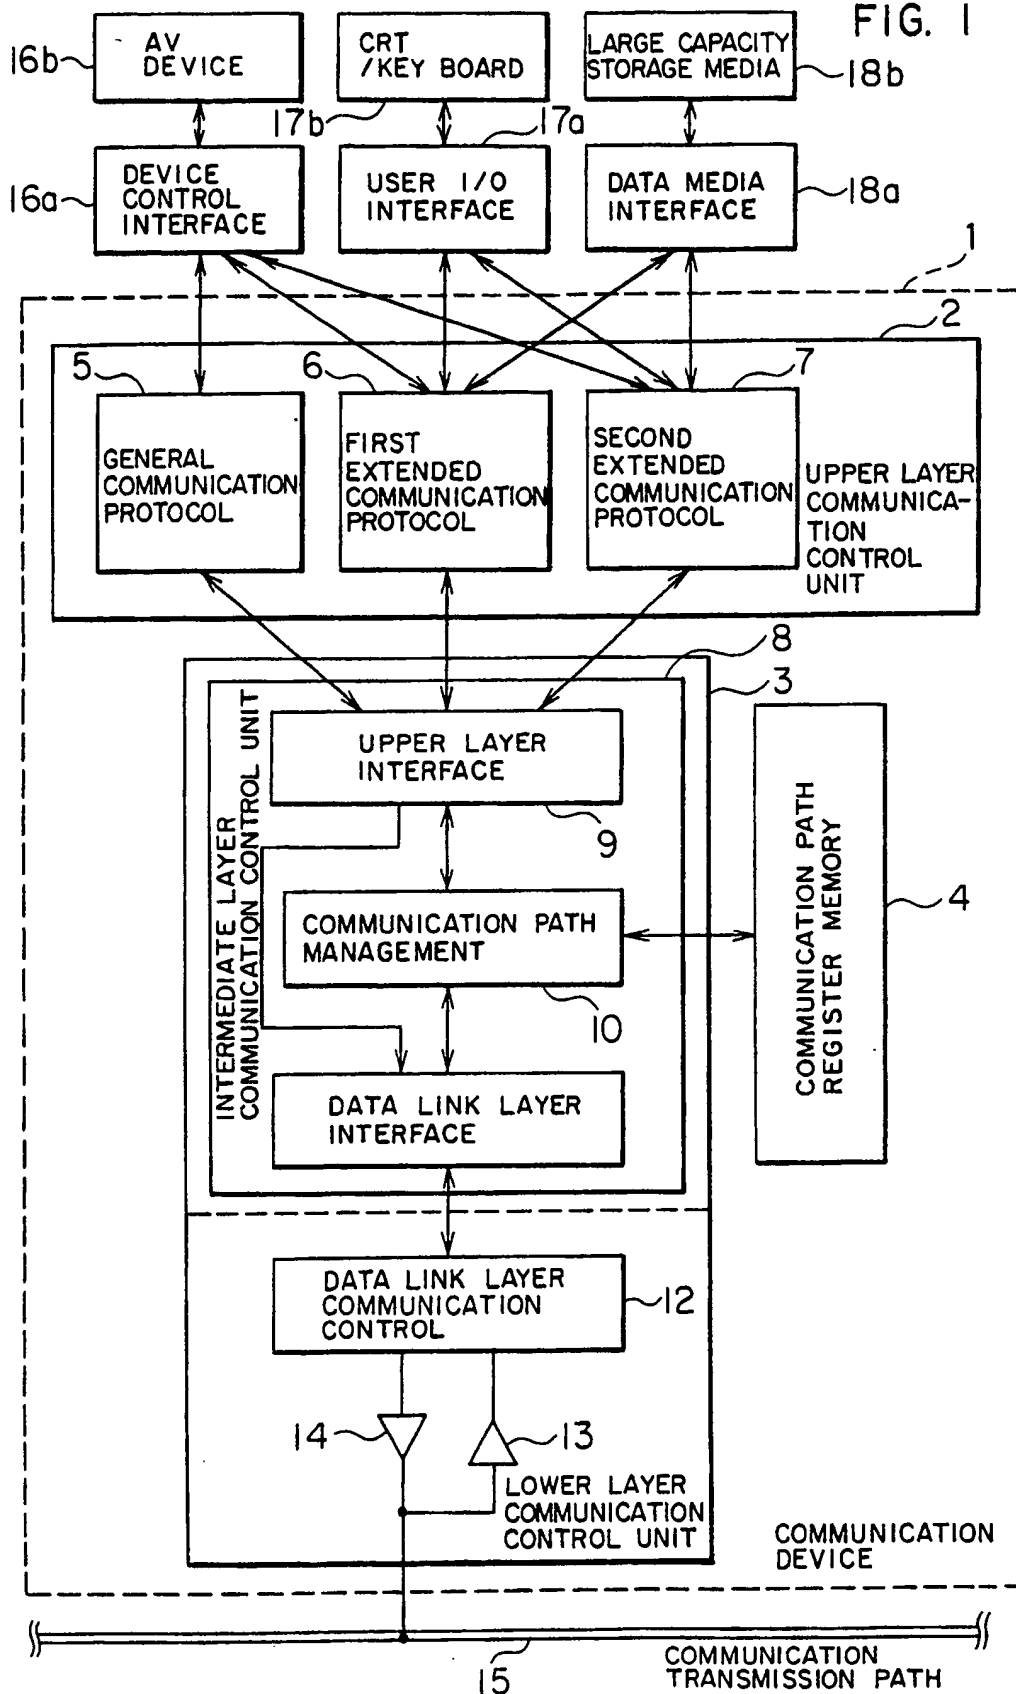 FIG. 1
16b
AV
DEVICE
CRT
/KEY BOARD
17b
LARGE CAPACITY
STORAGE MEDIA
18b
16a
DEVICE
CONTROL
INTERFACE
17a
USER I/O
INTERFACE
DATA MEDIA
INTERFACE
18a
1
2
5
GENERAL
COMMUNICATION
PROTOCOL
6
FIRST
EXTENDED
COMMUNICATION
PROTOCOL
7
SECOND
EXTENDED
COMMUNICATION
PROTOCOL
UPPER LAYER
COMMUNICA-
TION
CONTROL
UNIT
8
3
INTERMEDIATE LAYER
COMMUNICATION CONTROL UNIT
UPPER LAYER
INTERFACE
9
COMMUNICATION PATH
MANAGEMENT
10
COMMUNICATION PATH
REGISTER MEMORY
4
DATA LINK LAYER
INTERFACE
DATA LINK LAYER
COMMUNICATION
CONTROL
12
14
13
LOWER LAYER
COMMUNICATION
CONTROL UNIT
COMMUNICATION
DEVICE
15
COMMUNICATION
TRANSMISSION PATH